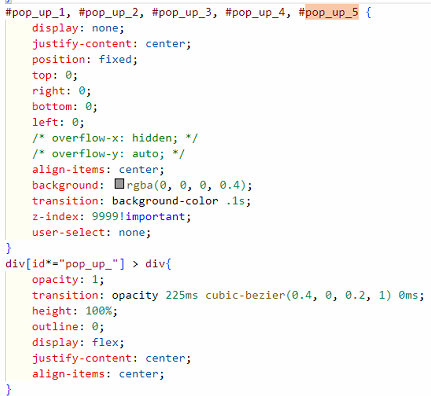 #pop_up_1, #pop_up_2, #pop_up_3, #pop_up_4, #pop_up_5 {
display: none;
justify-content: center;
position: fixed;
top: 0;
right: 0;
bottom: 0;
left: 0;
/* overflow-x: hidden; */
/* overflow-y: auto; */
align-items: center;
background: rgba(0, 0, 0, 0.4);
transition: background-color .1s;
z-index: 9999!important;
user-select: none;
}
div[id*="pop_up_"] > div{
opacity: 1;
transition: opacity 225ms cubic-bezier(0.4, 0, 0.2, 1) 0ms;
height: 100%;
outline: 0;
display: flex;
justify-content: center;
align-items: center;
}